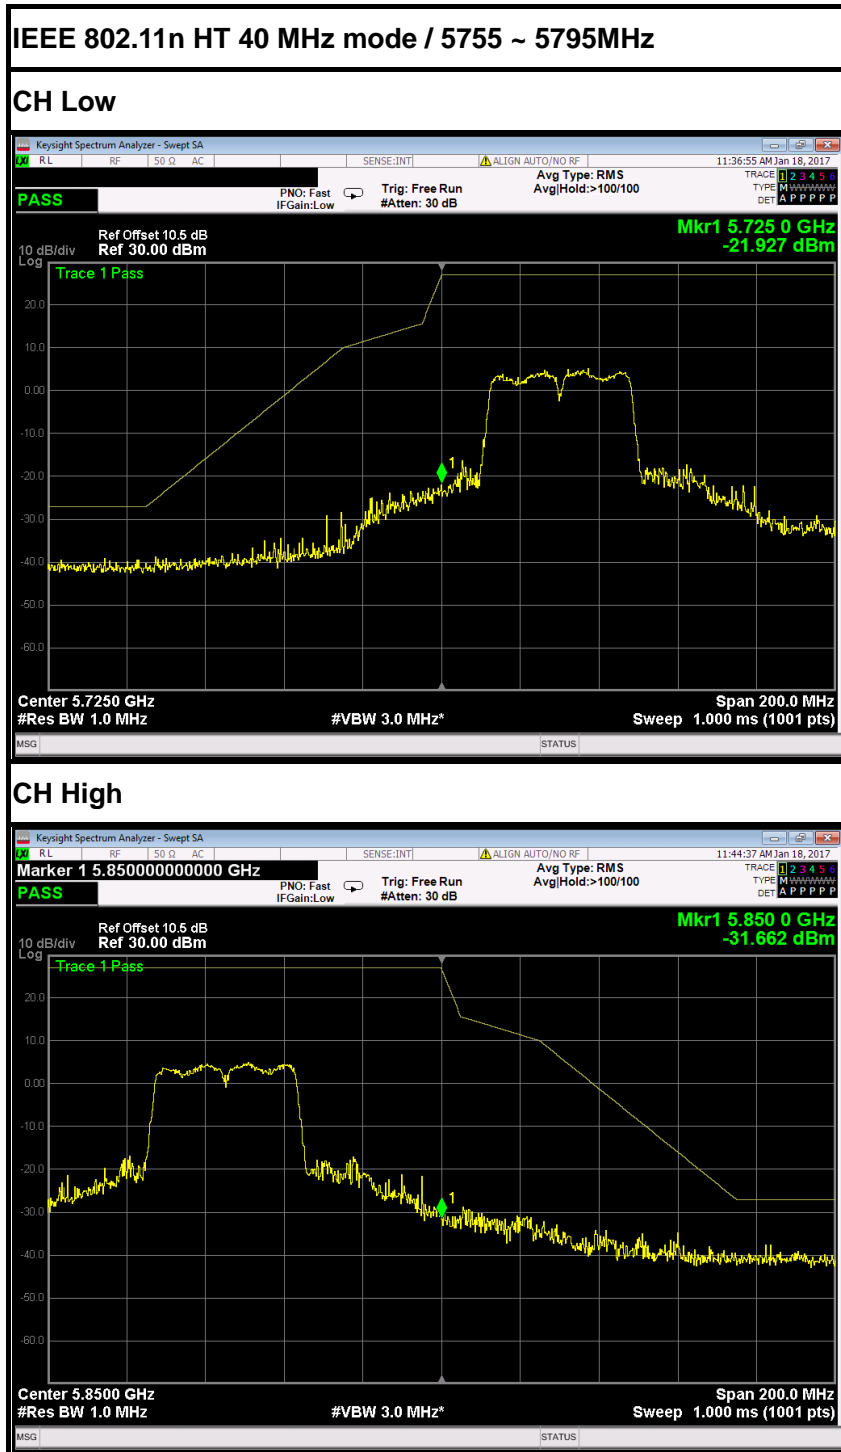 IEEE 802.11n HT 40 MHz mode / 5755 ~ 5795MHz
CH Low
Keysight Spectrum Analyzer - Swept SA
LXI RL RF 50 Ω AC SENSE:INT ALIGN AUTO/NO RF 11:36:55 AM Jan 18, 2017
PASS
PNO: Fast
IFGain:Low
Trig: Free Run
#Atten: 30 dB
Avg Type: RMS
Avg|Hold:>100/100
TRACE 1 2 3 4 5 6
TYPE M WWWWW
DET A P P P P P
Ref Offset 10.5 dB
10 dB/div Ref 30.00 dBm
Log
Mkr1 5.725 0 GHz
-21.927 dBm
Trace 1 Pass
20.0
10.0
0.00
-10.0
1
-20.0
-30.0
-40.0
-50.0
-60.0
Center 5.7250 GHz Span 200.0 MHz
#Res BW 1.0 MHz #VBW 3.0 MHz* Sweep 1.000 ms (1001 pts)
MSG STATUS
CH High
Keysight Spectrum Analyzer - Swept SA
LXI RL RF 50 Ω AC SENSE:INT ALIGN AUTO/NO RF 11:44:37 AM Jan 18, 2017
Marker 1 5.850000000000 GHz
PASS
PNO: Fast
IFGain:Low
Trig: Free Run
#Atten: 30 dB
Avg Type: RMS
Avg|Hold:>100/100
TRACE 1 2 3 4 5 6
TYPE M WWWWW
DET A P P P P P
Ref Offset 10.5 dB
10 dB/div Ref 30.00 dBm
Log
Mkr1 5.850 0 GHz
-31.662 dBm
Trace 1 Pass
20.0
10.0
0.00
-10.0
-20.0
1
-30.0
-40.0
-50.0
-60.0
Center 5.8500 GHz Span 200.0 MHz
#Res BW 1.0 MHz #VBW 3.0 MHz* Sweep 1.000 ms (1001 pts)
MSG STATUS